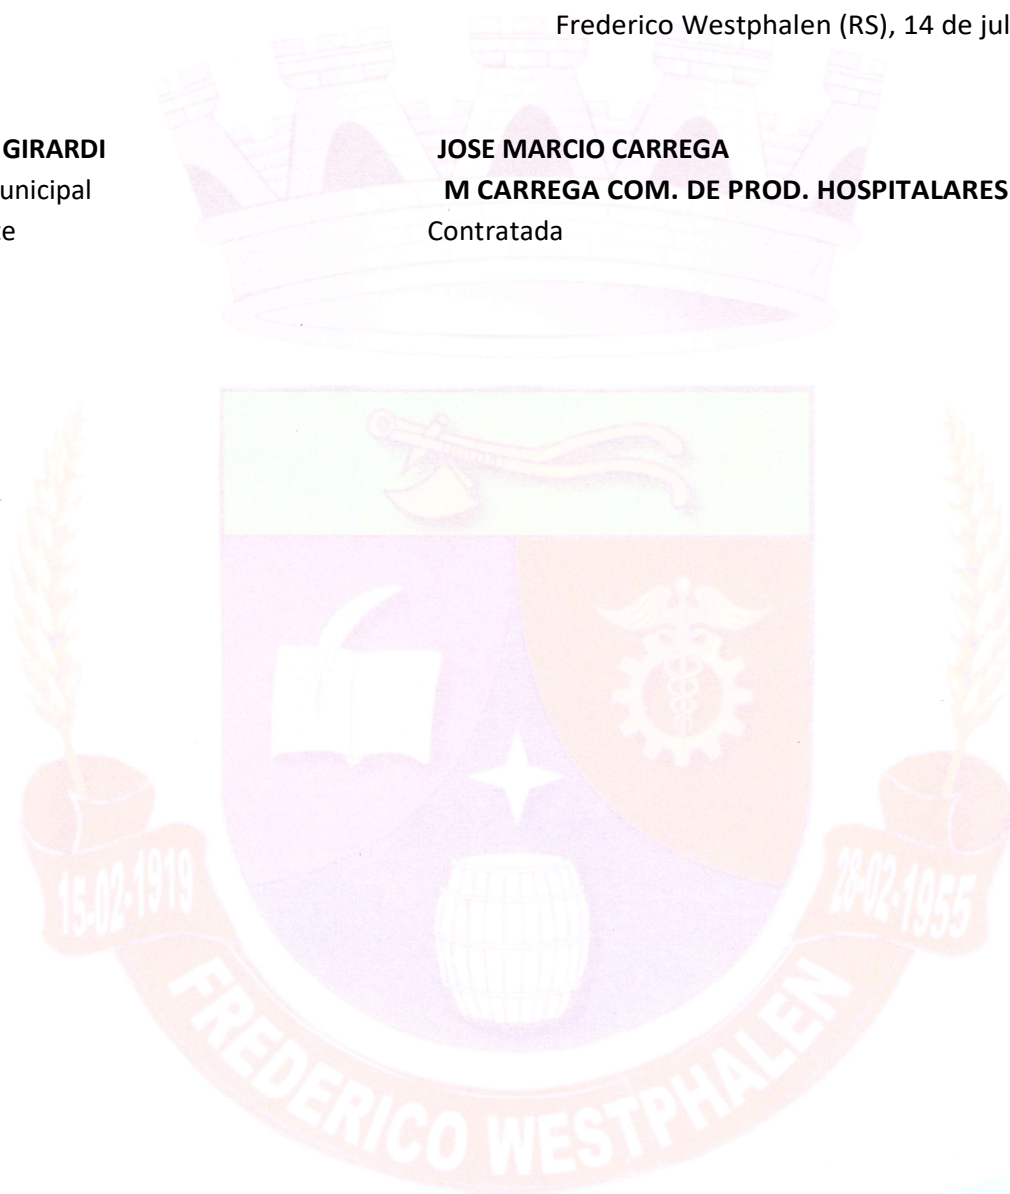 Frederico Westphalen (RS), 14 de jul
GIRARDI
JOSE MARCIO CARREGA
unicipal
M CARREGA COM. DE PROD. HOSPITALARES
te
Contratada
15-02-1919
28-02-1955
FREDERICO WESTPHALEN